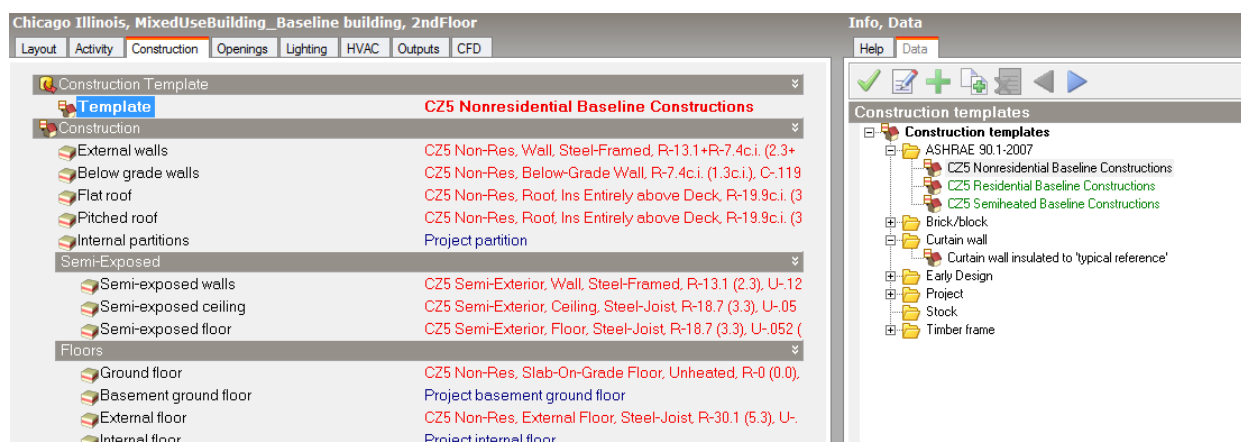 Chicago Illinois, MixedUseBuilding_Baseline building, 2ndFloor
Layout Activity Construction Openings Lighting HVAC Outputs CFD
Construction Template
Template CZ5 Nonresidential Baseline Constructions
Construction
External walls CZ5 Non-Res, Wall, Steel-Framed, R-13.1+R-7.4c.i. (2.3+
Below grade walls CZ5 Non-Res, Below-Grade Wall, R-7.4c.i. (1.3c.i.), C-.119
Flat roof CZ5 Non-Res, Roof, Ins Entirely above Deck, R-19.9c.i. (3
Pitched roof CZ5 Non-Res, Roof, Ins Entirely above Deck, R-19.9c.i. (3
Internal partitions Project partition
Semi-Exposed
Semi-exposed walls CZ5 Semi-Exterior, Wall, Steel-Framed, R-13.1 (2.3), U-.12
Semi-exposed ceiling CZ5 Semi-Exterior, Ceiling, Steel-Joist, R-18.7 (3.3), U-.05
Semi-exposed floor CZ5 Semi-Exterior, Floor, Steel-Joist, R-18.7 (3.3), U-.052 (
Floors
Ground floor CZ5 Non-Res, Slab-On-Grade Floor, Unheated, R-0 (0.0),
Basement ground floor Project basement ground floor
External floor CZ5 Non-Res, External Floor, Steel-Joist, R-30.1 (5.3), U-.
Internal floor Project internal floor
Info, Data
Help Data
Construction templates
Construction templates
ASHRAE 90.1-2007
CZ5 Nonresidential Baseline Constructions
CZ5 Residential Baseline Constructions
CZ5 Semiheated Baseline Constructions
Brick/block
Curtain wall
Curtain wall insulated to 'typical reference'
Early Design
Project
Stock
Timber frame